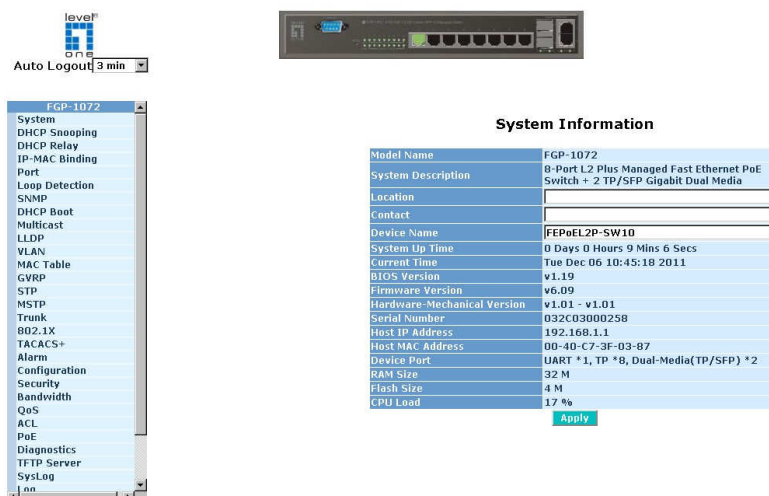 level
one
Auto Logout 3 min
FGP-1072
System
DHCP Snooping
DHCP Relay
IP-MAC Binding
Port
Loop Detection
SNMP
DHCP Boot
Multicast
LLDP
VLAN
MAC Table
GVRP
STP
MSTP
Trunk
802.1X
TACACS+
Alarm
Configuration
Security
Bandwidth
QoS
ACL
PoE
Diagnostics
TFTP Server
SysLog
Log
System Information
Model Name FGP-1072
System Description 8-Port L2 Plus Managed Fast Ethernet PoE
Switch + 2 TP/SFP Gigabit Dual Media
Location
Contact
Device Name FEPoEL2P-SW10
System Up Time 0 Days 0 Hours 9 Mins 6 Secs
Current Time Tue Dec 06 10:45:18 2011
BIOS Version v1.19
Firmware Version v6.09
Hardware-Mechanical Version v1.01 - v1.01
Serial Number 032C03000258
Host IP Address 192.168.1.1
Host MAC Address 00-40-C7-3F-03-87
Device Port UART *1, TP *8, Dual-Media(TP/SFP) *2
RAM Size 32 M
Flash Size 4 M
CPU Load 17 %
Apply